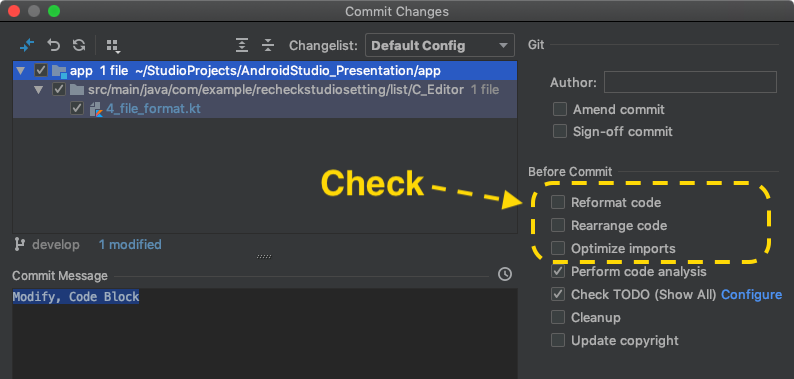 Commit Changes
Changelist: Default Config
app 1 file ~/StudioProjects/AndroidStudio_Presentation/app
src/main/java/com/example/recheckstudiosetting/list/C_Editor 1 file
4_file_format.kt
develop 1 modified
Commit Message
Modify, Code Block
Git
Author:
Amend commit
Sign-off commit
Before Commit
Check
Reformat code
Rearrange code
Optimize imports
Perform code analysis
Check TODO (Show All) Configure
Cleanup
Update copyright